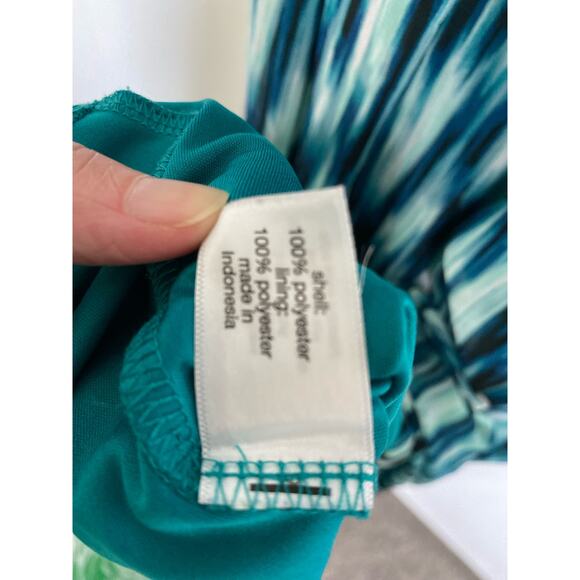 shell:
100% polyester
lining:
100% polyester
made in
Indonesia